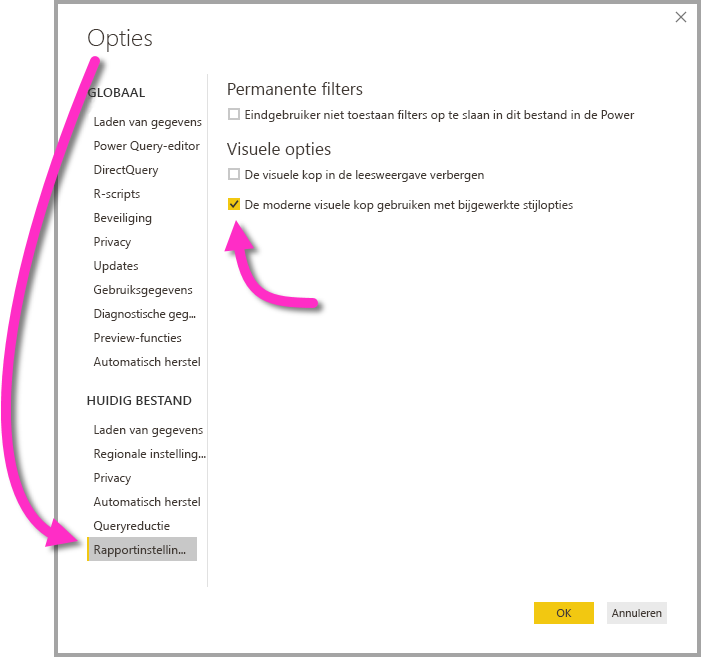 Opties
GLOBAAL
Laden van gegevens
Power Query-editor
DirectQuery
R-scripts
Beveiliging
Privacy
Updates
Gebruiksgegevens
Diagnostische geg...
Preview-functies
Automatisch herstel
HUIDIG BESTAND
Laden van gegevens
Regionale instelling...
Privacy
Automatisch herstel
Queryreductie
Rapportinstellin...
Permanente filters
Eindgebruiker niet toestaan filters op te slaan in dit bestand in de Power
Visuele opties
De visuele kop in de leesweergave verbergen
De moderne visuele kop gebruiken met bijgewerkte stijlopties
OK
Annuleren